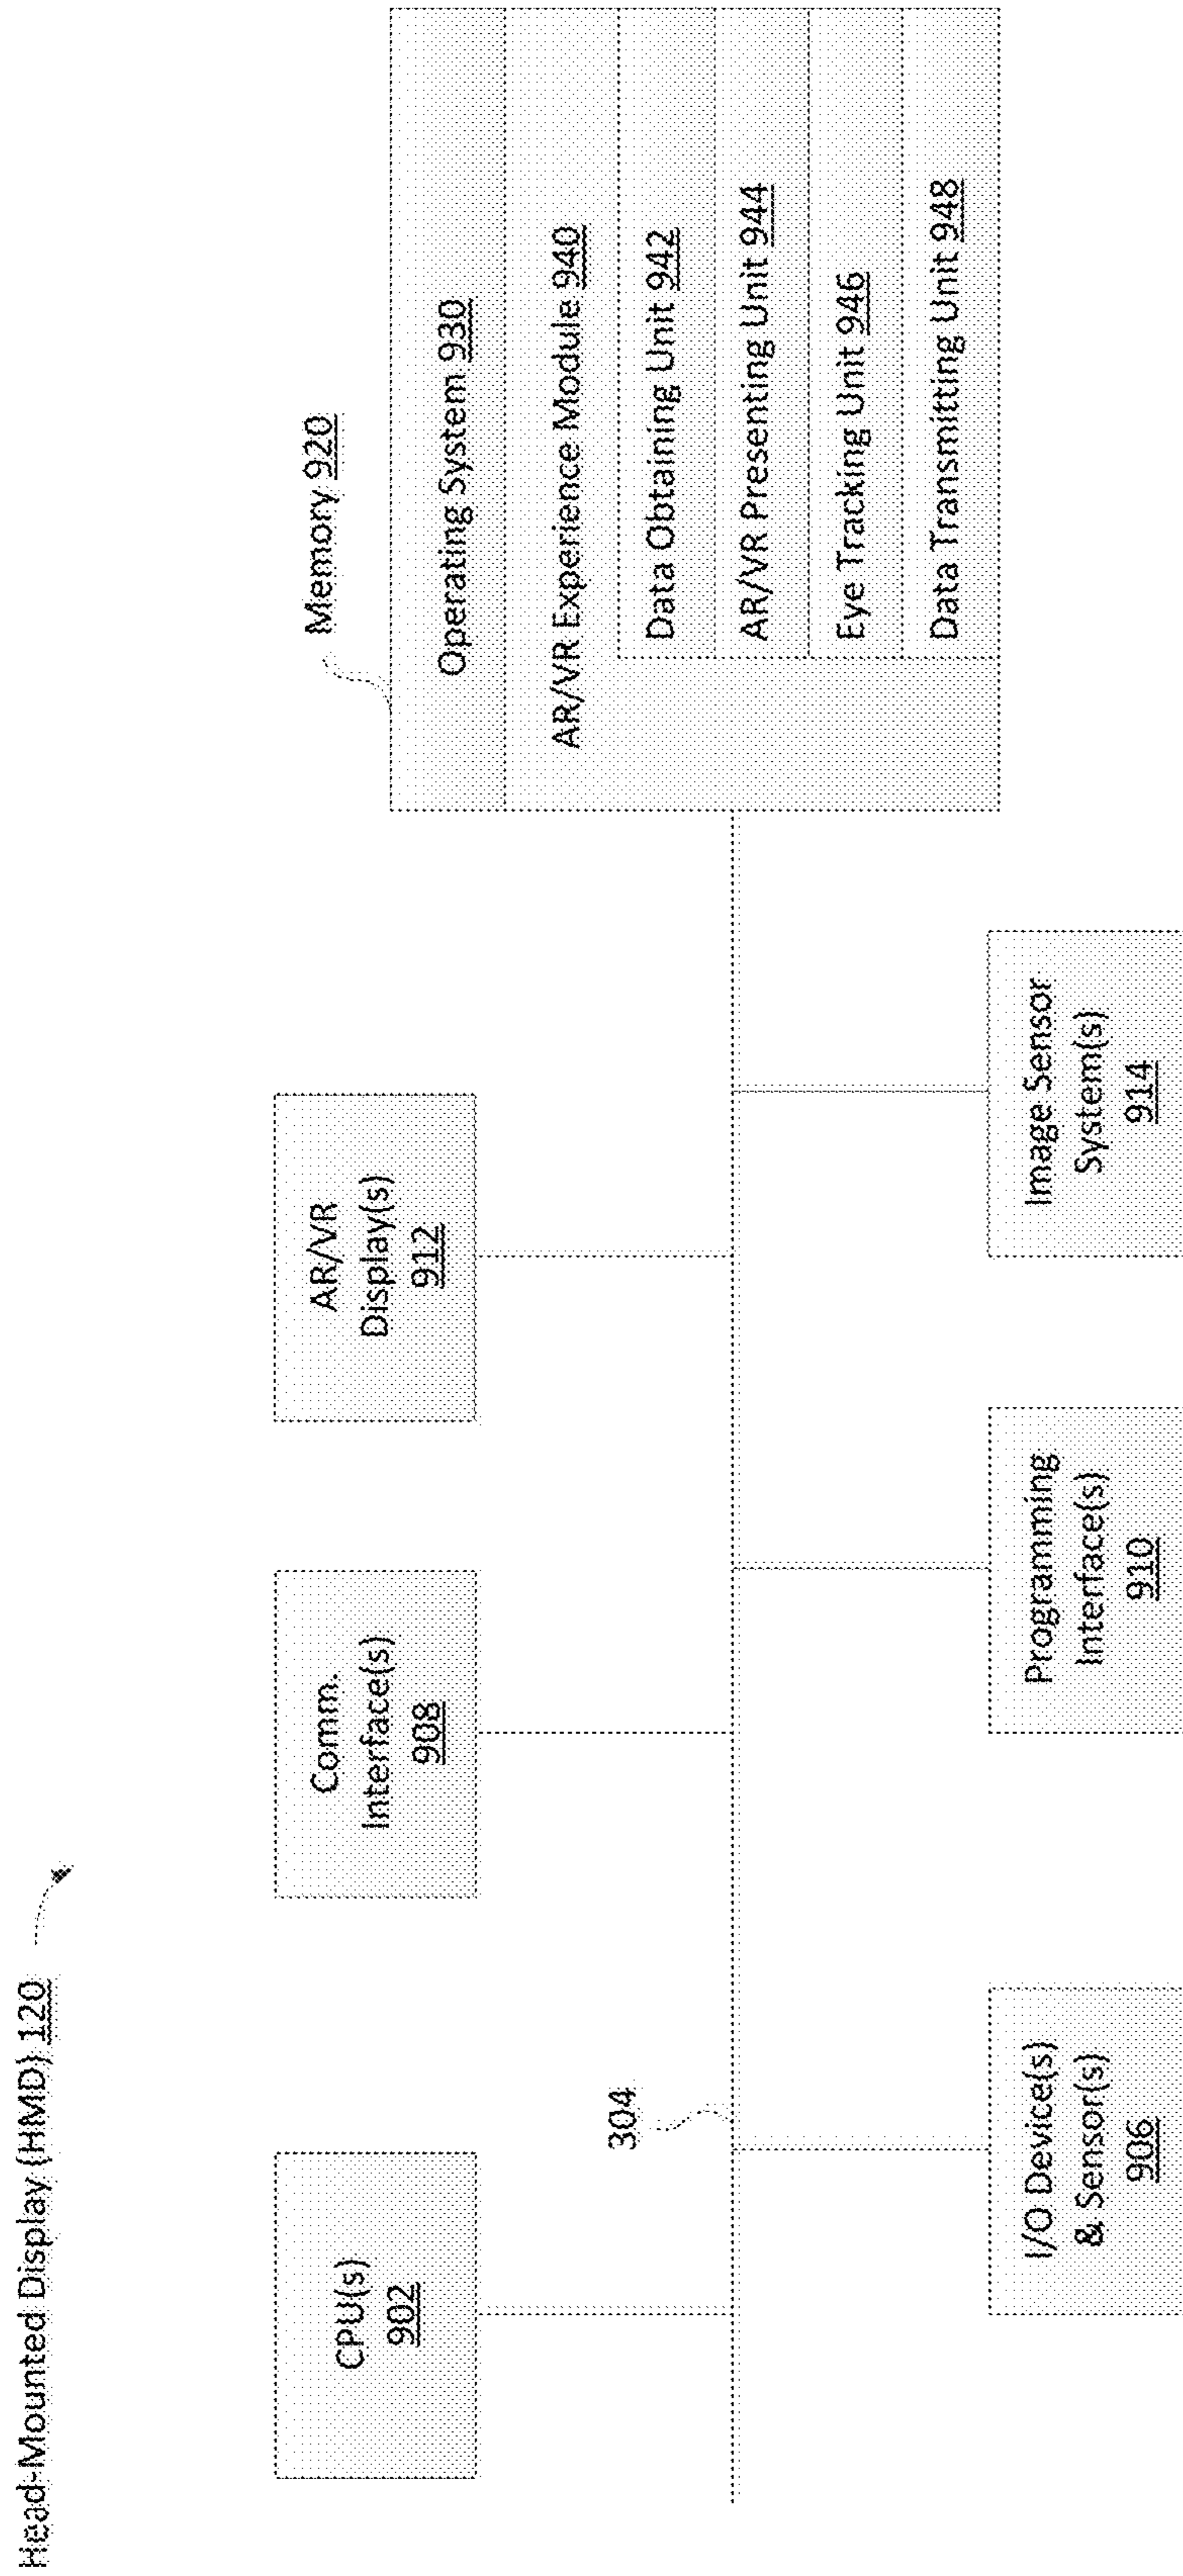 Head-Mounted Display (HMD) 120
CPU(s)
902
Comm.
Interface(s)
908
AR/VR
Display(s)
912
Memory 920
Operating System 930
AR/VR Experience Module 940
Data Obtaining Unit 942
AR/VR Presenting Unit 944
Eye Tracking Unit 946
Data Transmitting Unit 948
304
I/O Device(s)
& Sensor(s)
906
Programming
Interface(s)
910
Image Sensor
System(s)
914